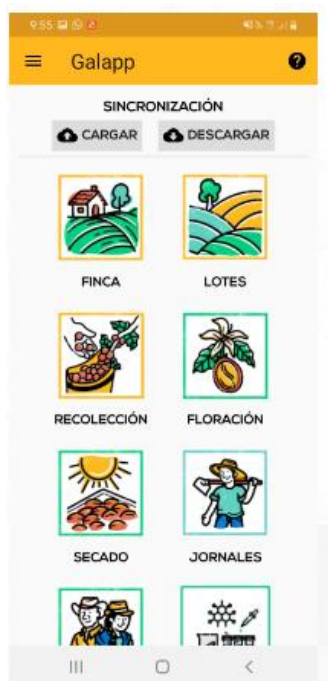 9:55
Galapp
SINCRONIZACIÓN
CARGAR DESCARGAR
FINCA LOTES
RECOLECCIÓN FLORACIÓN
SECADO JORNALES